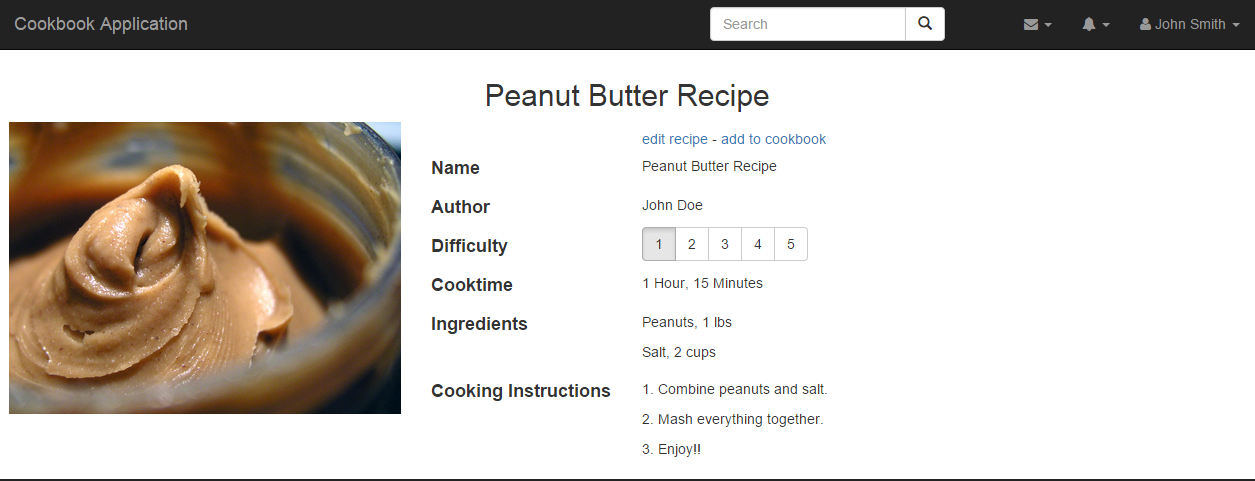 Cookbook Application
Search
John Smith
Peanut Butter Recipe
edit recipe - add to cookbook
Name
Peanut Butter Recipe
Author
John Doe
Difficulty
1 2 3 4 5
Cooktime
1 Hour, 15 Minutes
Ingredients
Peanuts, 1 lbs
Salt, 2 cups
Cooking Instructions
1. Combine peanuts and salt.
2. Mash everything together.
3. Enjoy!!